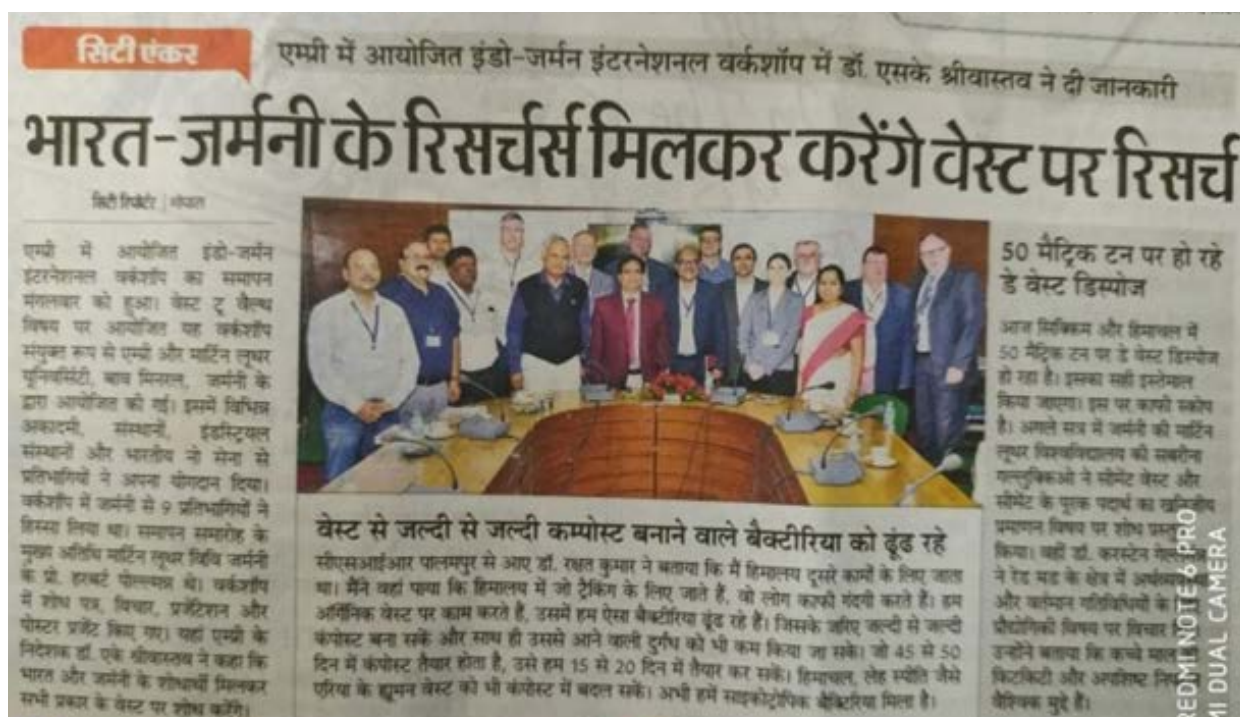 सिटी एंकर
एम्प्री में आयोजित इंडो-जर्मन इंटरनेशनल वर्कशॉप में डॉ. एसके श्रीवास्तव ने दी जानकारी
भारत-जर्मनी के रिसर्चर्स मिलकर करेंगे वेस्ट पर रिसर्च
सिटी रिपोर्टर | भोपाल
एम्प्री में आयोजित इंडो-जर्मन
इंटरनेशनल वर्कशॉप का समापन
मंगलवार को हुआ। वेस्ट टू वैल्थ
विषय पर आयोजित यह वर्कशॉप
संयुक्त रूप से एम्प्री और मार्टिन लूथर
यूनिवर्सिटी, बाव मिनरल, जर्मनी के
द्वारा आयोजित की गई। इसमें विभिन्न
अकादमी, संस्थानों, इंडस्ट्रियल
संस्थानों और भारतीय नो सेना से
प्रतिभागियों ने अपना योगदान दिया।
वर्कशॉप में जर्मनी से 9 प्रतिभागियों ने
हिस्सा लिया था। समापन समारोह के
मुख्य अतिथि मार्टिन लूथर विवि जर्मनी
के प्रो. हरबर्ट पोल्लमन्न थे। वर्कशॉप
में शोध पत्र, विचार, प्रजेंटेशन और
पोस्टर प्रजेंट किए गए। यहां एम्प्री के
निदेशक डॉ. एके श्रीवास्तव ने कहा कि
भारत और जर्मनी के शोधार्थी मिलकर
सभी प्रकार के वेस्ट पर शोध करेंगे।
वेस्ट से जल्दी से जल्दी कम्पोस्ट बनाने वाले बैक्टीरिया को ढूंढ रहे
सीएसआईआर पालमपुर से आए डॉ. रक्षत कुमार ने बताया कि मैं हिमालय दूसरे कामों के लिए जाता
था। मैंने वहां पाया कि हिमालय में जो ट्रैकिंग के लिए जाते हैं, वो लोग काफी गंदगी करते हैं। हम
ऑर्गेनिक वेस्ट पर काम करते हैं, उसमें हम ऐसा बैक्टीरिया ढूंढ रहे हैं। जिसके जरिए जल्दी से जल्दी
कंपोस्ट बना सकें और साथ ही उससे आने वाली दुर्गंध को भी कम किया जा सके। जो 45 से 50
दिन में कंपोस्ट तैयार होता है, उसे हम 15 से 20 दिन में तैयार कर सकें। हिमाचल, लेह स्पीति जैसे
एरिया के ह्यूमन वेस्ट को भी कंपोस्ट में बदल सकें। अभी हमें साइकोट्रोपिक बैक्टिरिया मिला है।
50 मैट्रिक टन पर हो रहे
डे वेस्ट डिस्पोज
आज सिक्किम और हिमाचल में
50 मैट्रिक टन पर डे वेस्ट डिस्पोज
हो रहा है। इसका सही इस्तेमाल
किया जाएगा। इस पर काफी स्कोप
है। अगले सत्र में जर्मनी की मार्टिन
लूथर विश्वविद्यालय की सबरीना
गल्लुक्किओ ने सीमेंट वेस्ट और
सीमेंट के पूरक पदार्थ का खनिजीय
प्रमाणन विषय पर शोध
किया। वहीं डॉ. करस्टेन
ने रेड मड के क्षेत्र में
और वर्तमान गतिविधियों के
प्रौद्योगिकी विषय पर विचार
उन्होंने बताया कि कच्चे
और अपशिष्ट
वैश्विक मुद्दे हैं।
REDMI NOTE 6 PRO
MI DUAL CAMERA